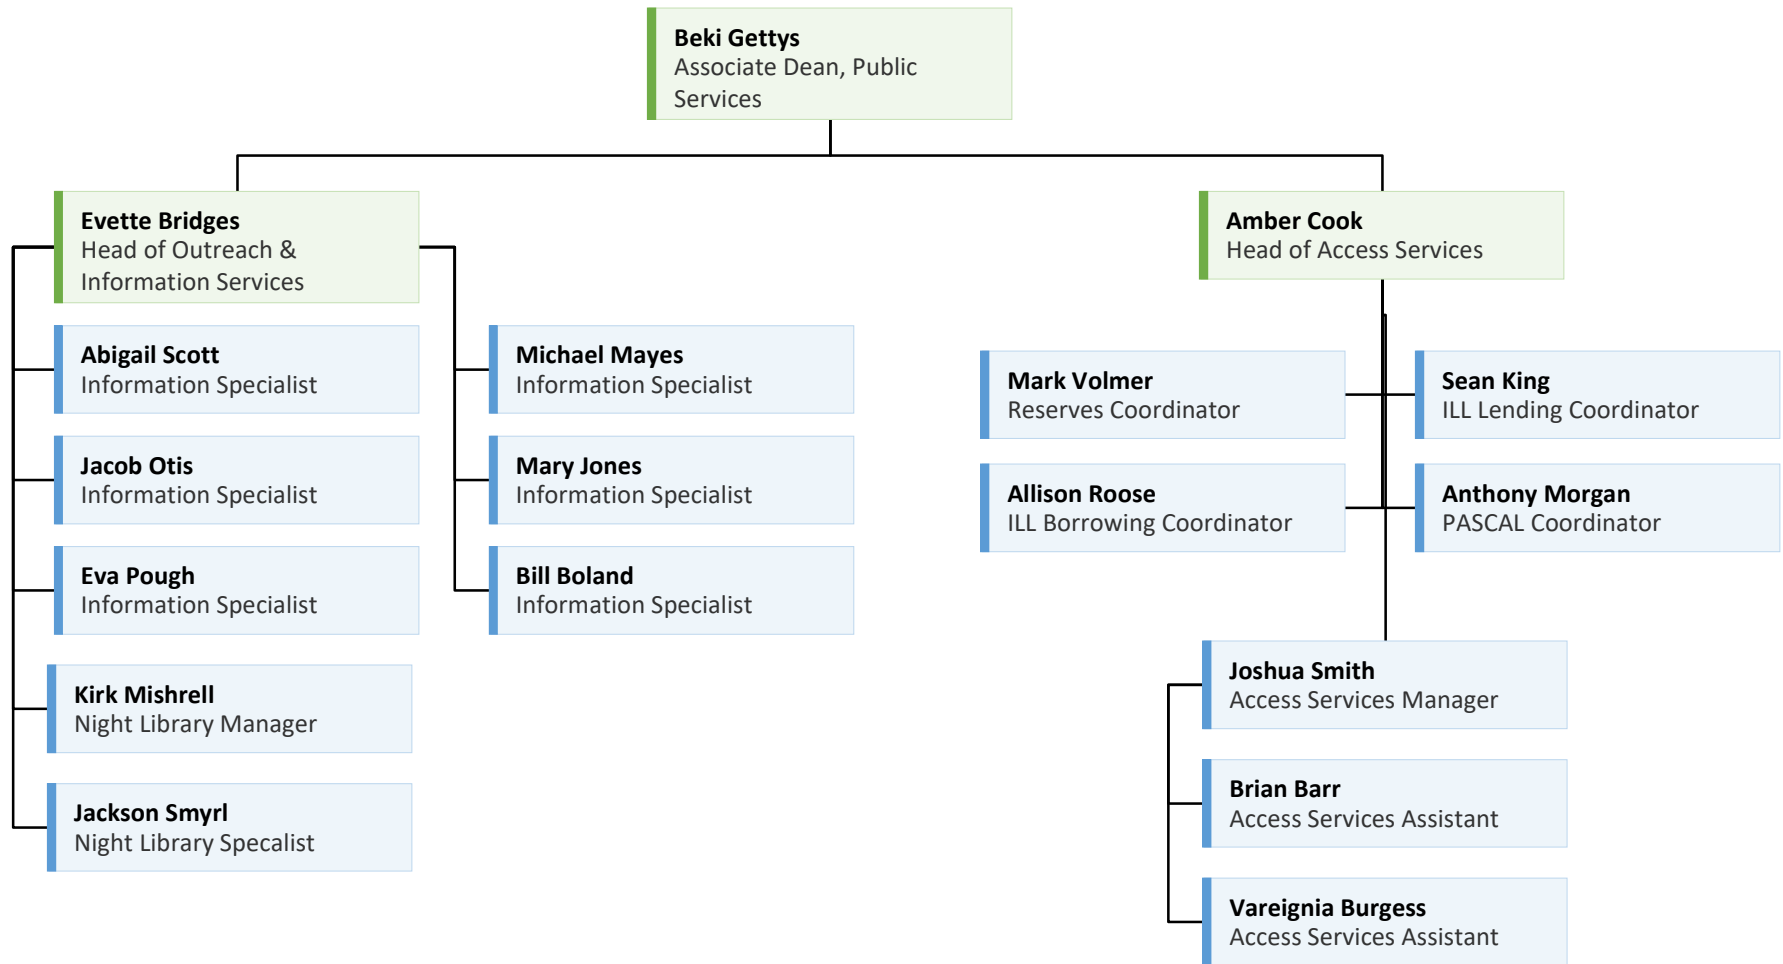 Beki Gettys
Associate Dean, Public
Services
Evette Bridges
Head of Outreach &
Information Services
Amber Cook
Head of Access Services
Abigail Scott
Information Specialist
Michael Mayes
Information Specialist
Mark Volmer
Reserves Coordinator
Sean King
ILL Lending Coordinator
Jacob Otis
Information Specialist
Mary Jones
Information Specialist
Allison Roose
ILL Borrowing Coordinator
Anthony Morgan
PASCAL Coordinator
Eva Pough
Information Specialist
Bill Boland
Information Specialist
Kirk Mishrell
Night Library Manager
Joshua Smith
Access Services Manager
Jackson Smyrl
Night Library Specalist
Brian Barr
Access Services Assistant
Vareignia Burgess
Access Services Assistant